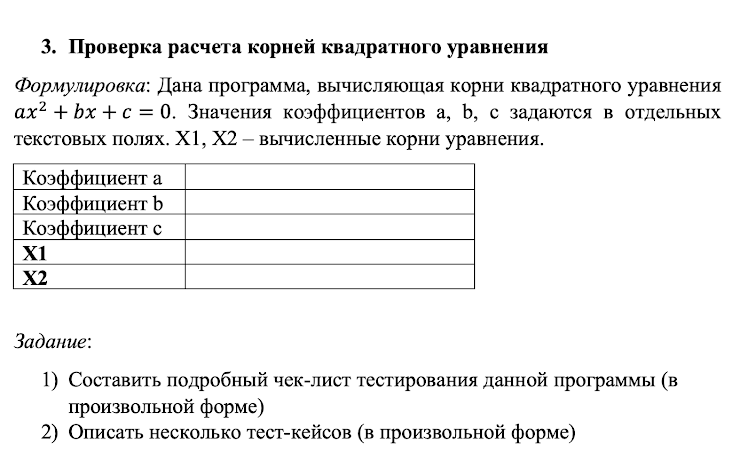 3. Проверка расчета корней квадратного уравнения
Формулировка: Дана программа, вычисляющая корни квадратного уравнения
ax² + bx + c = 0. Значения коэффициентов a, b, c задаются в отдельных
текстовых полях. X1, X2 – вычисленные корни уравнения.
Коэффициент a
Коэффициент b
Коэффициент c
X1
X2
Задание:
1) Составить подробный чек-лист тестирования данной программы (в
произвольной форме)
2) Описать несколько тест-кейсов (в произвольной форме)